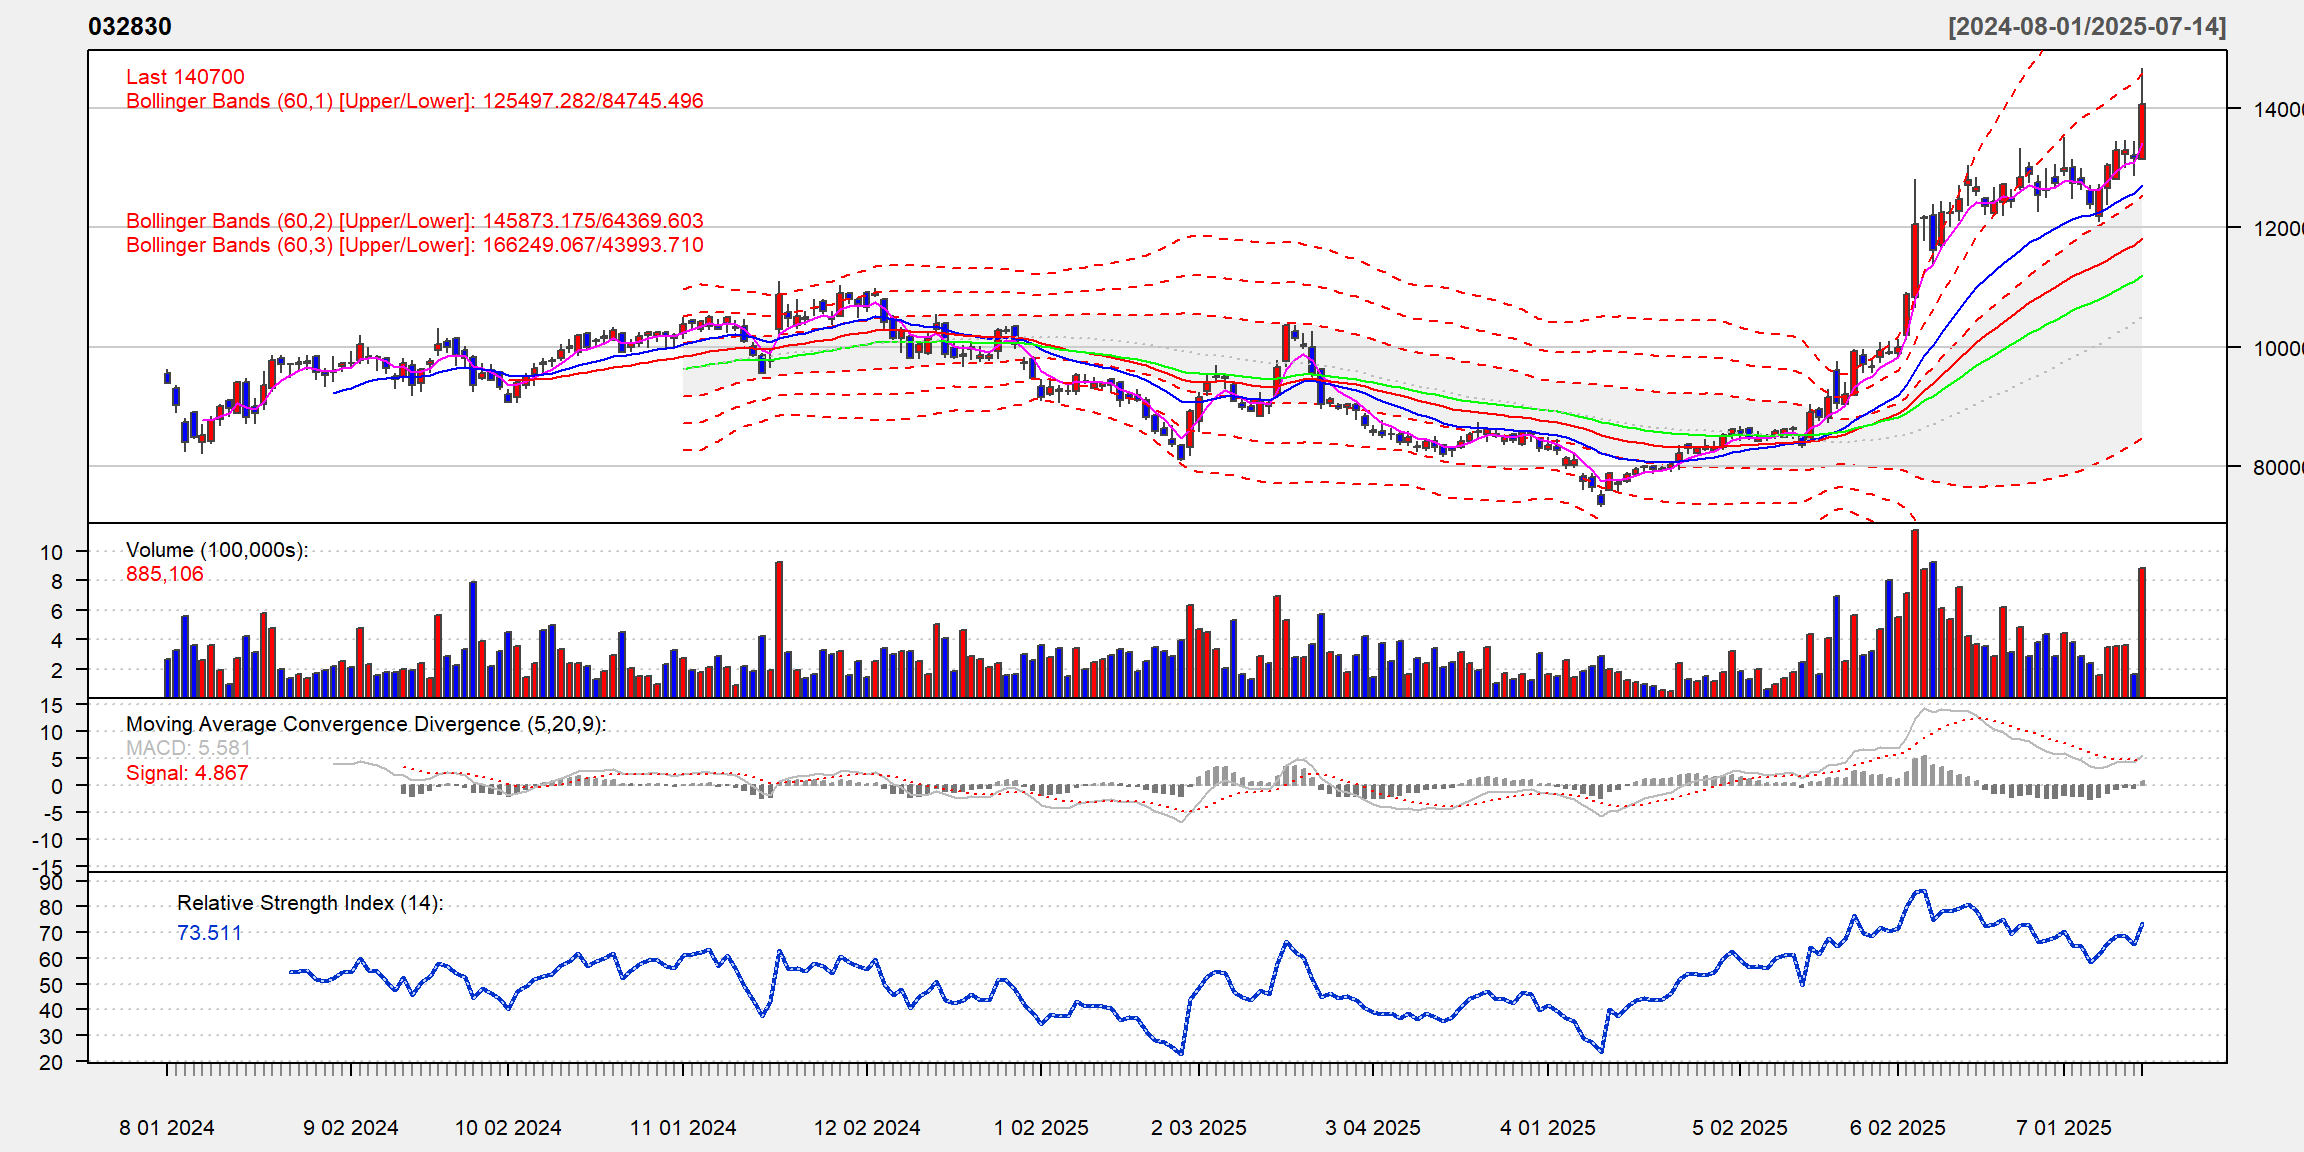 032830
[2024-08-01/2025-07-14]
Last 140700
Bollinger Bands (60,1) [Upper/Lower]: 125497.282/84745.496
Bollinger Bands (60,2) [Upper/Lower]: 145873.175/64369.603
Bollinger Bands (60,3) [Upper/Lower]: 166249.067/43993.710
14000
12000
10000
80000
Volume (100,000s):
885,106
10
8
6
4
2
Moving Average Convergence Divergence (5,20,9):
MACD: 5.581
Signal: 4.867
15
10
5
0
-5
-10
-15
Relative Strength Index (14):
73.511
90
80
70
60
50
40
30
20
8 01 2024
9 02 2024
10 02 2024
11 01 2024
12 02 2024
1 02 2025
2 03 2025
3 04 2025
4 01 2025
5 02 2025
6 02 2025
7 01 2025